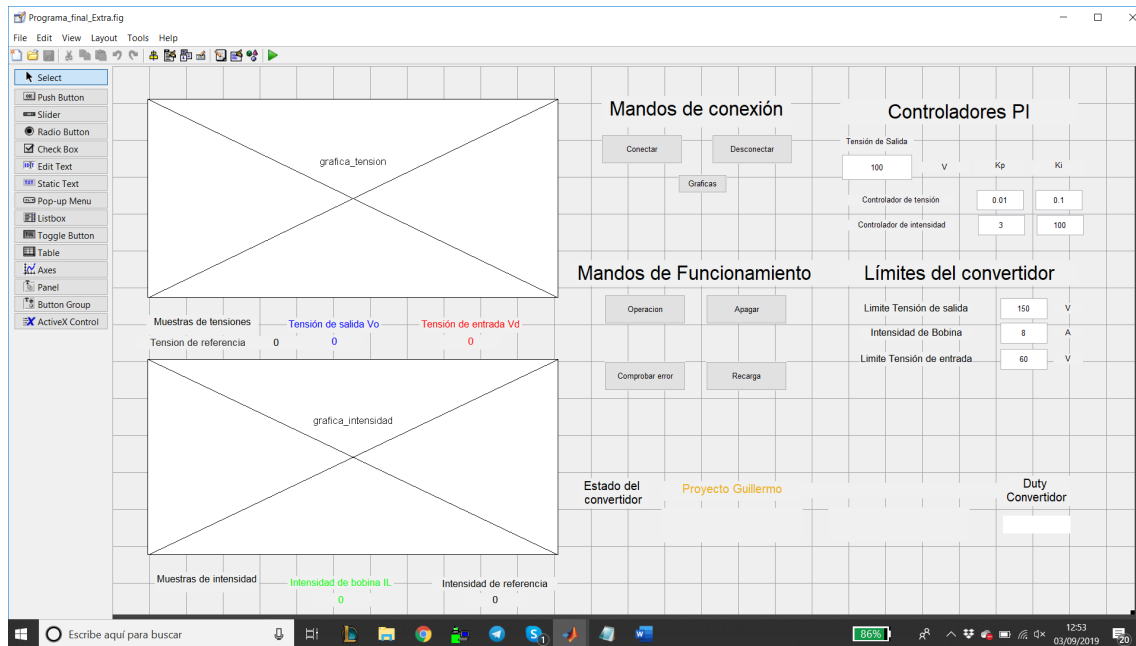 Programa_final_Extra.fig
File Edit View Layout Tools Help
Select
Push Button
Slider
Radio Button
Check Box
Edit Text
Static Text
Pop-up Menu
Listbox
Toggle Button
Table
Axes
Panel
Button Group
ActiveX Control
grafica_tension
Muestras de tensiones
Tensión de salida Vo
Tensión de entrada Vd
Tension de referencia 0
0
0
grafica_intensidad
Muestras de intensidad
Intensidad de bobina IL
Intensidad de referencia
0
0
Mandos de conexión
Conectar
Desconectar
Graficas
Controladores PI
Tensión de Salida
100 V Kp Ki
Controlador de tensión 0.01 0.1
Controlador de intensidad 3 100
Mandos de Funcionamiento
Operacion
Apagar
Comprobar error
Recarga
Límites del convertidor
Limite Tensión de salida 150 V
Intensidad de Bobina 8 A
Limite Tensión de entrada 60 V
Estado del
convertidor
Proyecto Guillermo
Duty
Convertidor
Escribe aquí para buscar
86%
12:53
03/09/2019
20